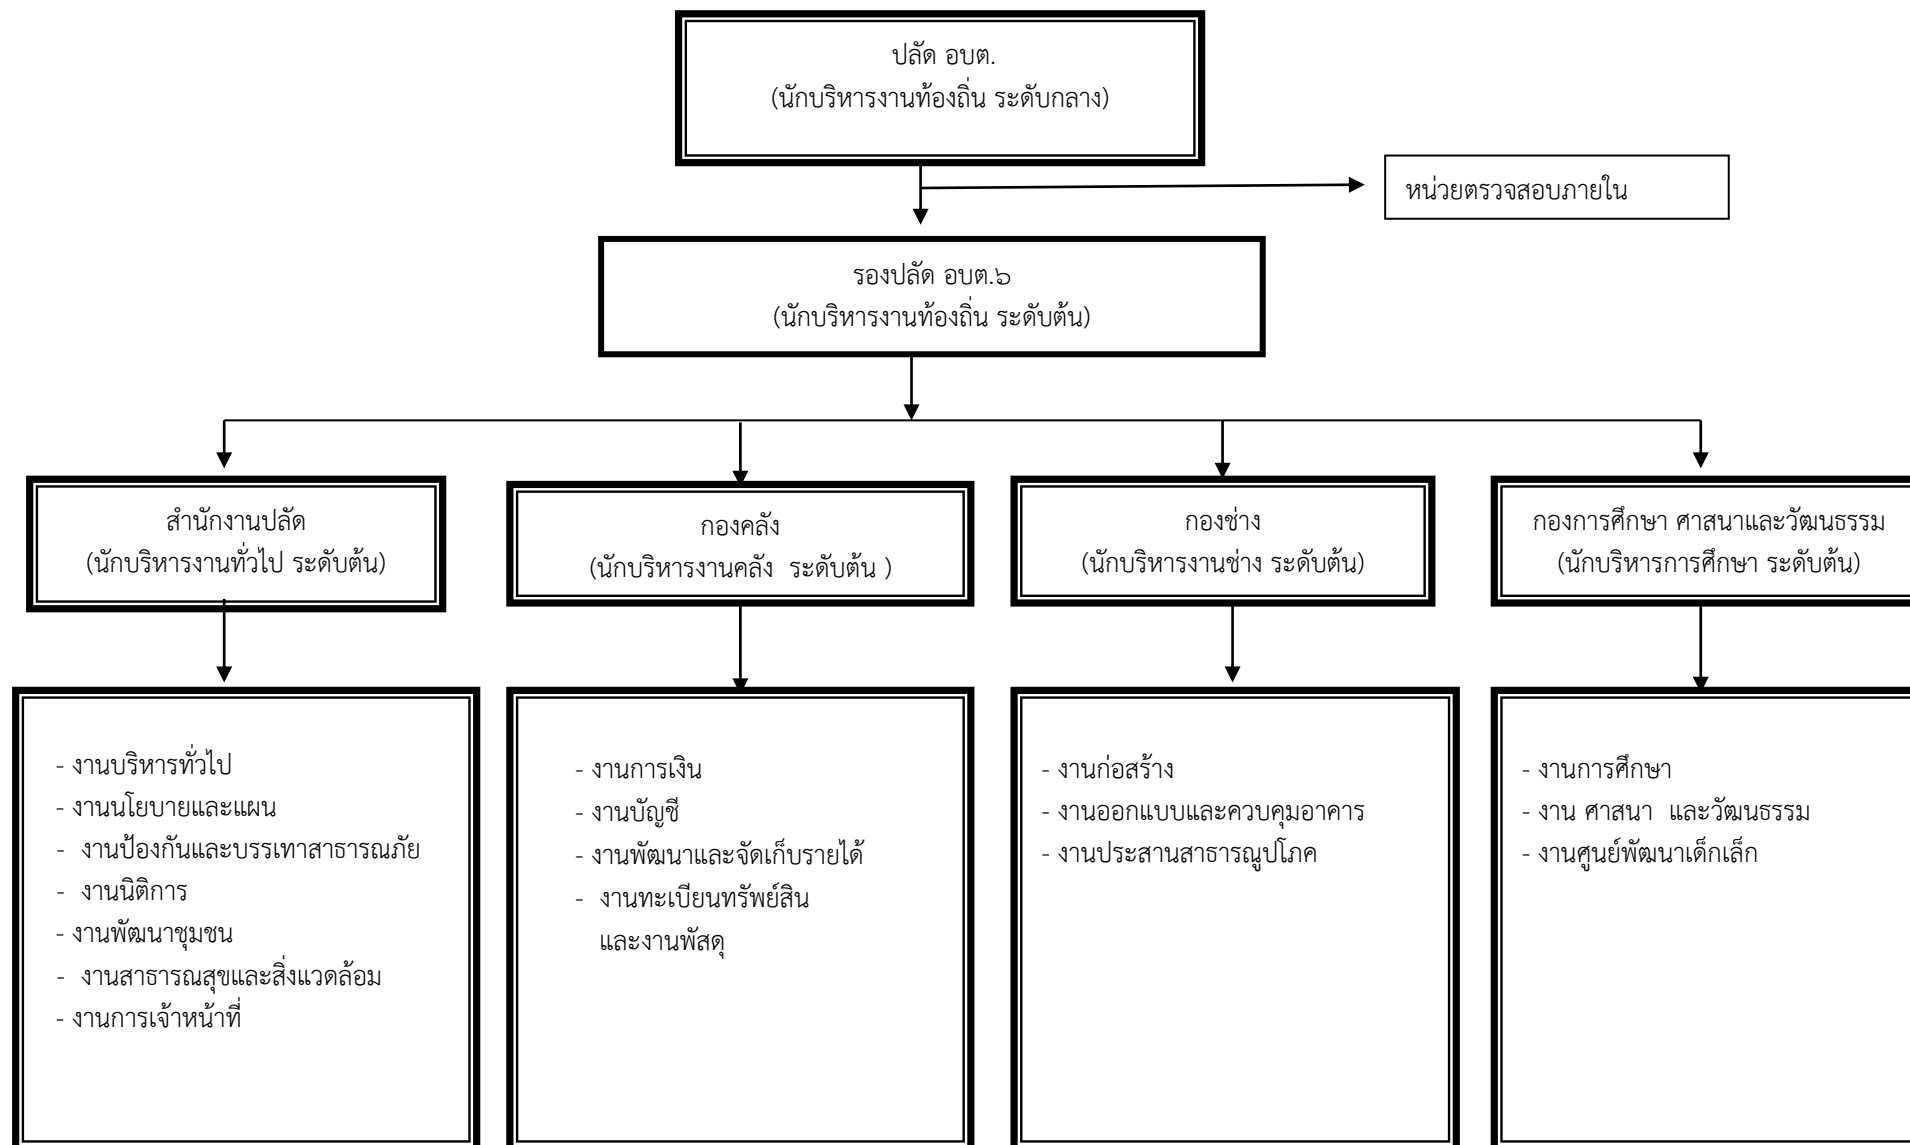 ปลัด อบต.
(นักบริหารงานท้องถิ่น ระดับกลาง)
หน่วยตรวจสอบภายใน
รองปลัด อบต.๖
(นักบริหารงานท้องถิ่น ระดับต้น)
สำนักงานปลัด
(นักบริหารงานทั่วไป ระดับต้น)
กองคลัง
(นักบริหารงานคลัง ระดับต้น )
กองช่าง
(นักบริหารงานช่าง ระดับต้น)
กองการศึกษา ศาสนาและวัฒนธรรม
(นักบริหารการศึกษา ระดับต้น)
- งานบริหารทั่วไป
- งานนโยบายและแผน
- งานป้องกันและบรรเทาสาธารณภัย
- งานนิติการ
- งานพัฒนาชุมชน
- งานสาธารณสุขและสิ่งแวดล้อม
- งานการเจ้าหน้าที่
- งานการเงิน
- งานบัญชี
- งานพัฒนาและจัดเก็บรายได้
- งานทะเบียนทรัพย์สิน
และงานพัสดุ
- งานก่อสร้าง
- งานออกแบบและควบคุมอาคาร
- งานประสานสาธารณูปโภค
- งานการศึกษา
- งาน ศาสนา และวัฒนธรรม
- งานศูนย์พัฒนาเด็กเล็ก